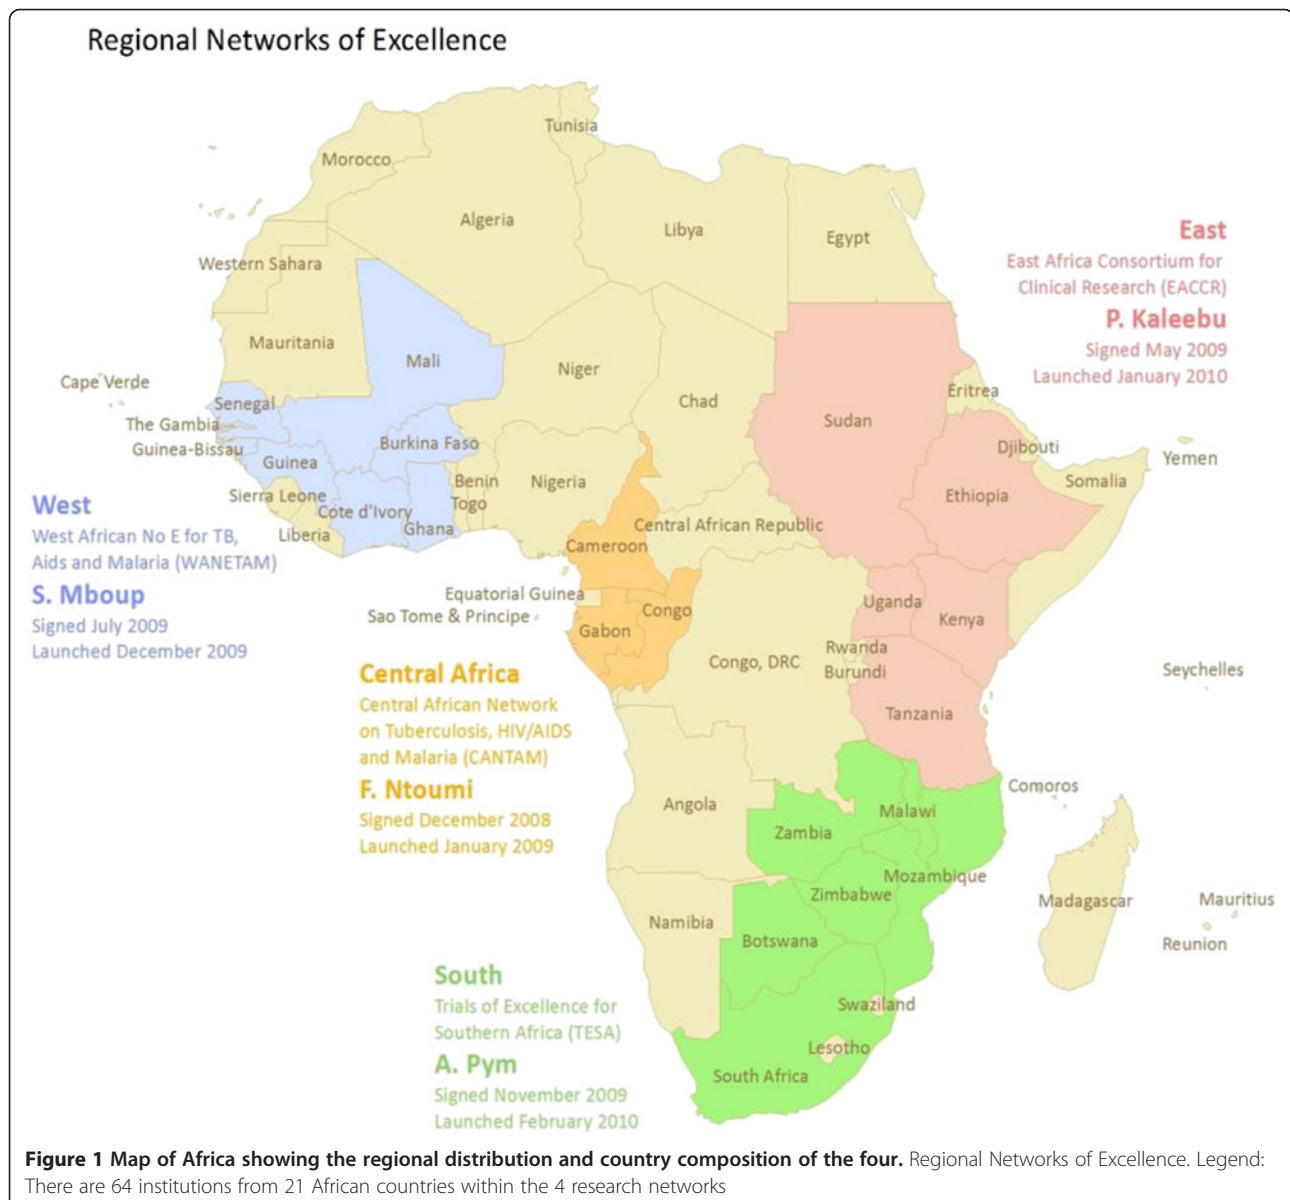 Regional Networks of Excellence
Tunisia
Morocco
Algeria
Libya
Egypt
Western Sahara
Mauritania
Mali
Niger
Chad
Sudan
Eritrea
Cape Verde
Senegal
The Gambia
Guinea-Bissau
Guinea
Burkina Faso
Djibouti
Yemen
Somalia
Ethiopia
Sierra Leone
Cote d'Ivory
Liberia
Ghana
Benin
Togo
Nigeria
Central African Republic
Cameroon
Equatorial Guinea
Sao Tome & Principe
Gabon
Congo
Congo, DRC
Uganda
Kenya
Rwanda
Burundi
Tanzania
Seychelles
Comoros
Angola
Zambia
Malawi
Mozambique
Zimbabwe
Namibia
Botswana
Madagascar
Mauritius
Reunion
Swaziland
Lesotho
South Africa
East
East Africa Consortium for
Clinical Research (EACCR)
P. Kaleebu
Signed May 2009
Launched January 2010
West
West African No E for TB,
Aids and Malaria (WANETAM)
S. Mboup
Signed July 2009
Launched December 2009
Central Africa
Central African Network
on Tuberculosis, HIV/AIDS
and Malaria (CANTAM)
F. Ntoumi
Signed December 2008
Launched January 2009
South
Trials of Excellence for
Southern Africa (TESA)
A. Pym
Signed November 2009
Launched February 2010
Figure 1 Map of Africa showing the regional distribution and country composition of the four. Regional Networks of Excellence. Legend:
There are 64 institutions from 21 African countries within the 4 research networks